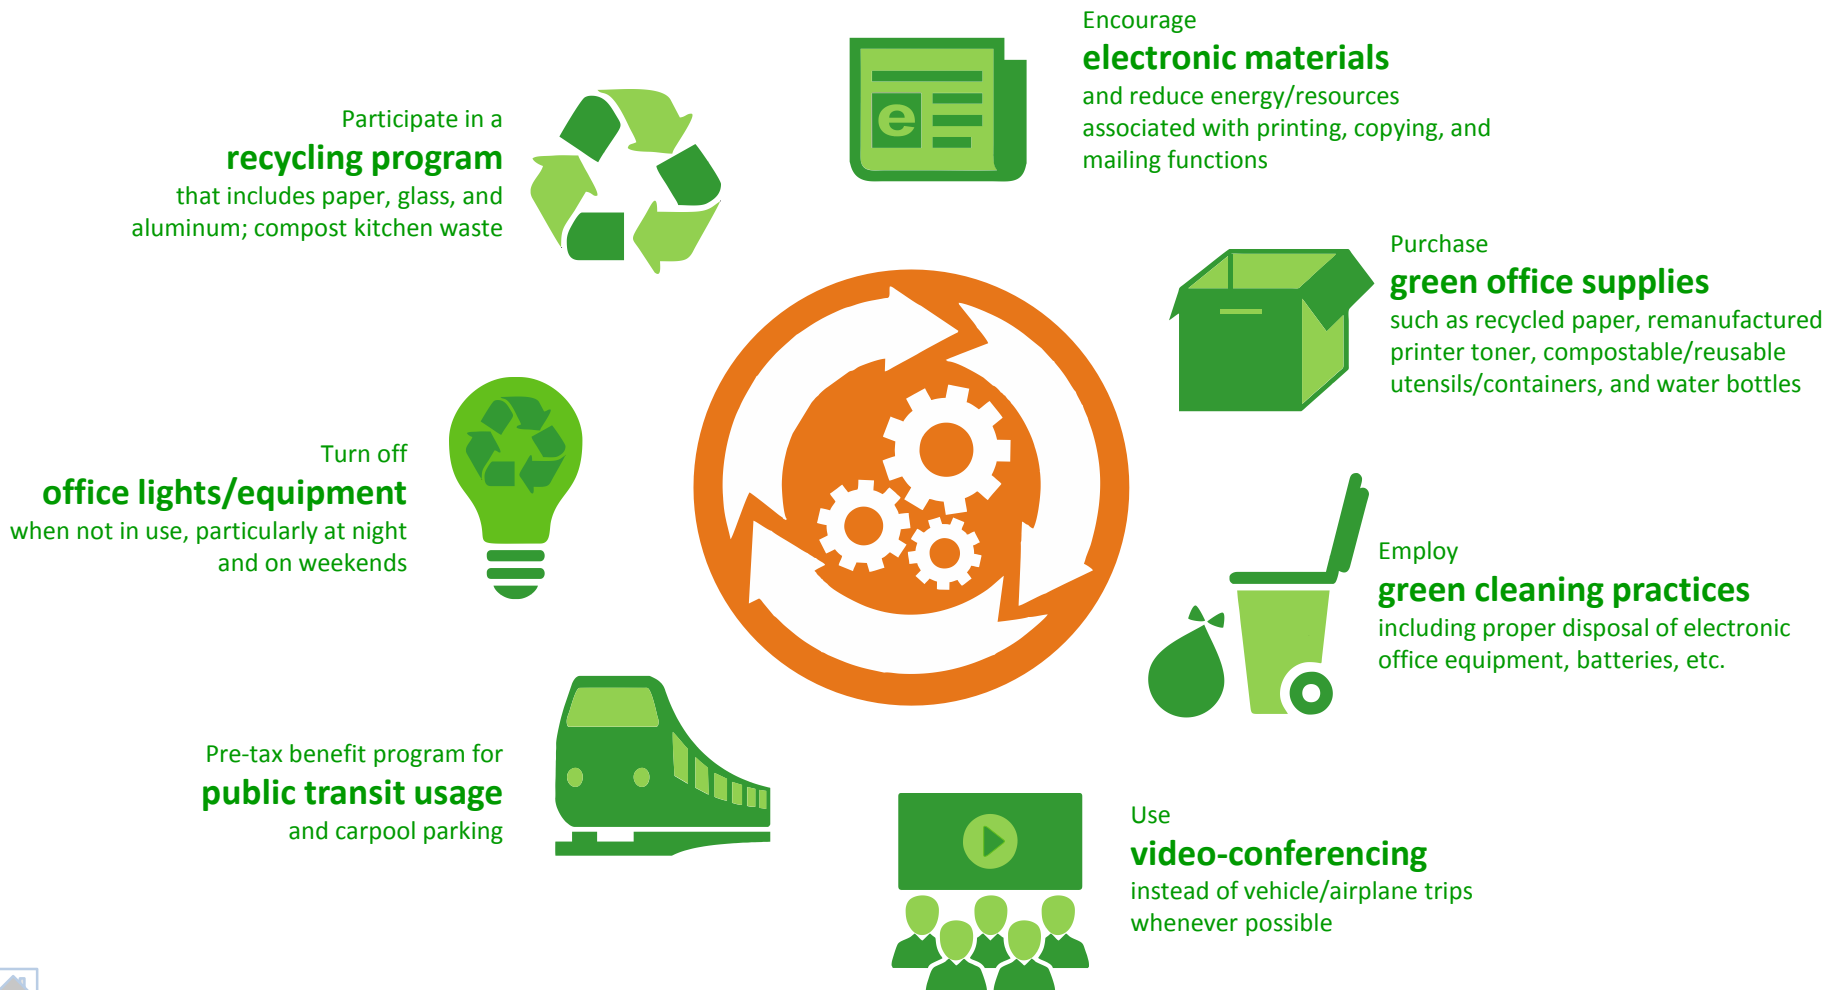 Encourage
electronic materials
and reduce energy/resources
associated with printing, copying, and
mailing functions
e
Participate in a
recycling program
that includes paper, glass, and
aluminum; compost kitchen waste
Purchase
green office supplies
such as recycled paper, remanufactured
printer toner, compostable/reusable
utensils/containers, and water bottles
Turn off
office lights/equipment
when not in use, particularly at night
and on weekends
Employ
green cleaning practices
including proper disposal of electronic
office equipment, batteries, etc.
Pre-tax benefit program for
public transit usage
and carpool parking
Use
video-conferencing
instead of vehicle/airplane trips
whenever possible